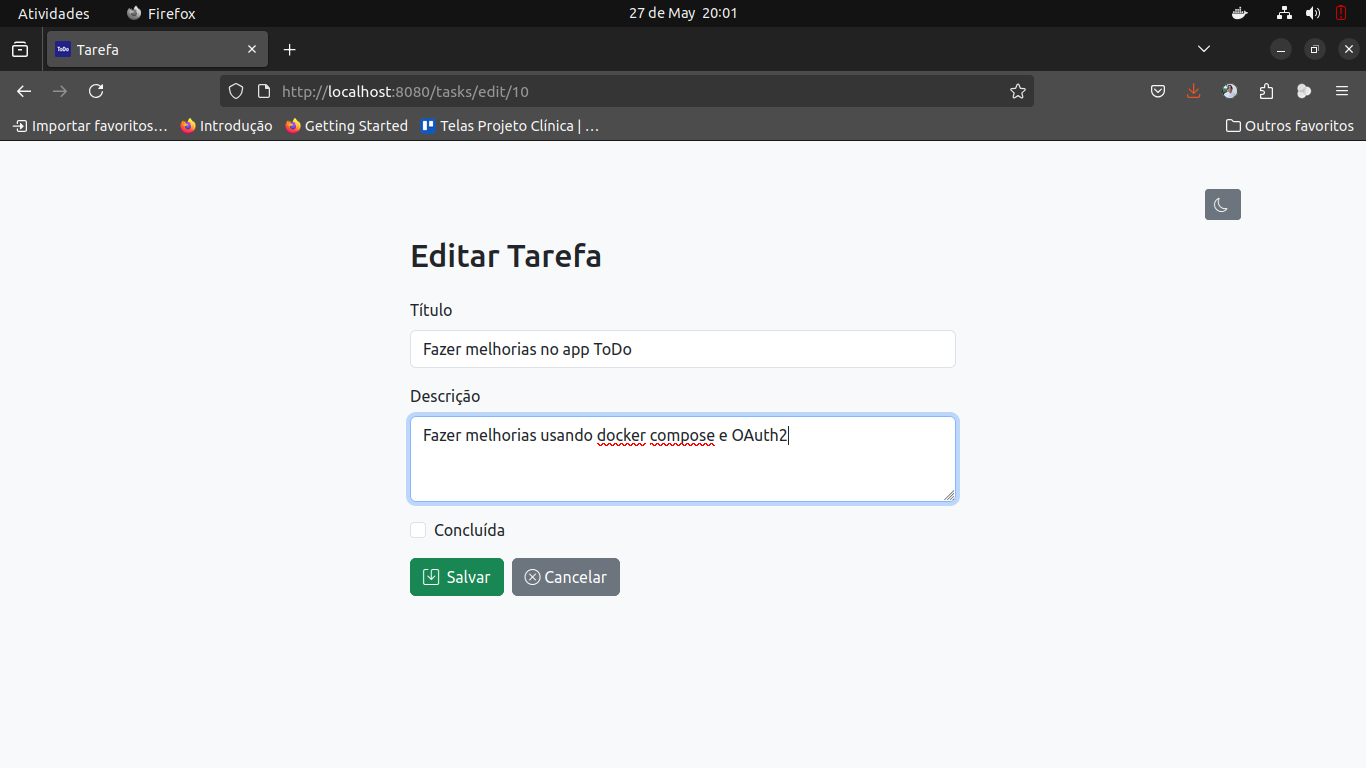 Atividades Firefox 27 de May 20:01
ToDo Tarefa
http://localhost:8080/tasks/edit/10
Importar favoritos… Introdução Getting Started Telas Projeto Clínica | … Outros favoritos
Editar Tarefa
Título
Fazer melhorias no app ToDo
Descrição
Fazer melhorias usando docker compose e OAuth2
Concluída
Salvar Cancelar